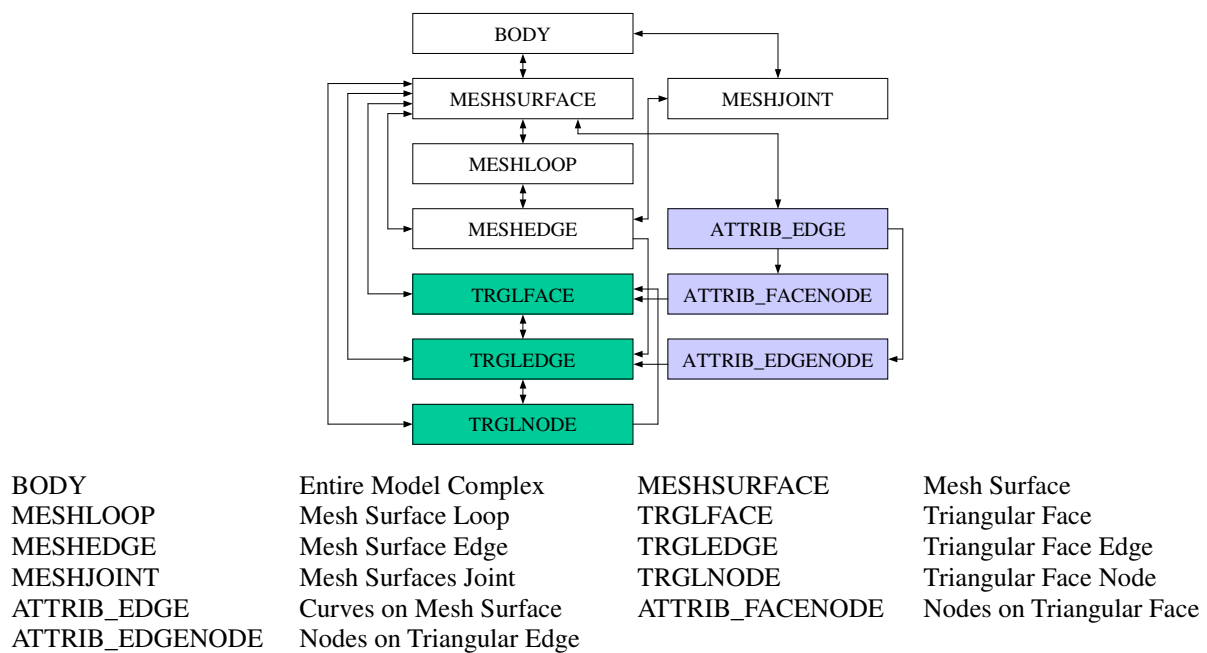 BODY
MESHSURFACE
MESHJOINT
MESHLOOP
MESHEDGE
ATTRIB_EDGE
TRGLFACE
ATTRIB_FACENODE
TRGLEDGE
ATTRIB_EDGENODE
TRGLNODE
BODY Entire Model Complex MESHSURFACE Mesh Surface
MESHLOOP Mesh Surface Loop TRGLFACE Triangular Face
MESHEDGE Mesh Surface Edge TRGLEDGE Triangular Face Edge
MESHJOINT Mesh Surfaces Joint TRGLNODE Triangular Face Node
ATTRIB_EDGE Curves on Mesh Surface ATTRIB_FACENODE Nodes on Triangular Face
ATTRIB_EDGENODE Nodes on Triangular Edge